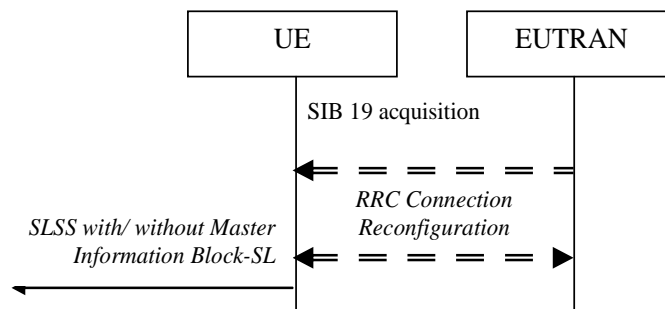 UE
EUTRAN
SIB 19 acquisition
RRC Connection
Reconfiguration
SLSS with/ without Master
Information Block-SL